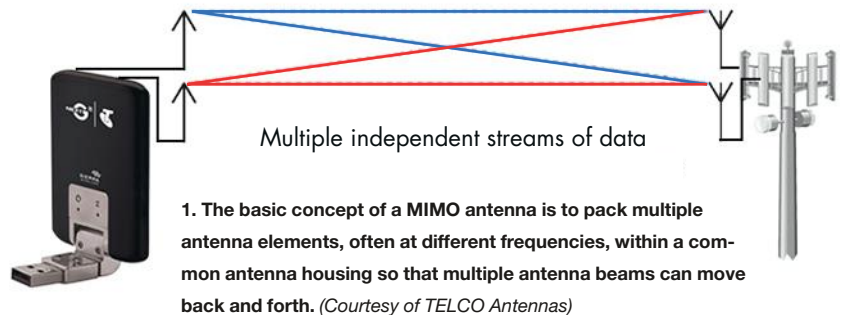 Multiple independent streams of data
1. The basic concept of a MIMO antenna is to pack multiple
antenna elements, often at different frequencies, within a com-
mon antenna housing so that multiple antenna beams can move
back and forth. (Courtesy of TELCO Antennas)